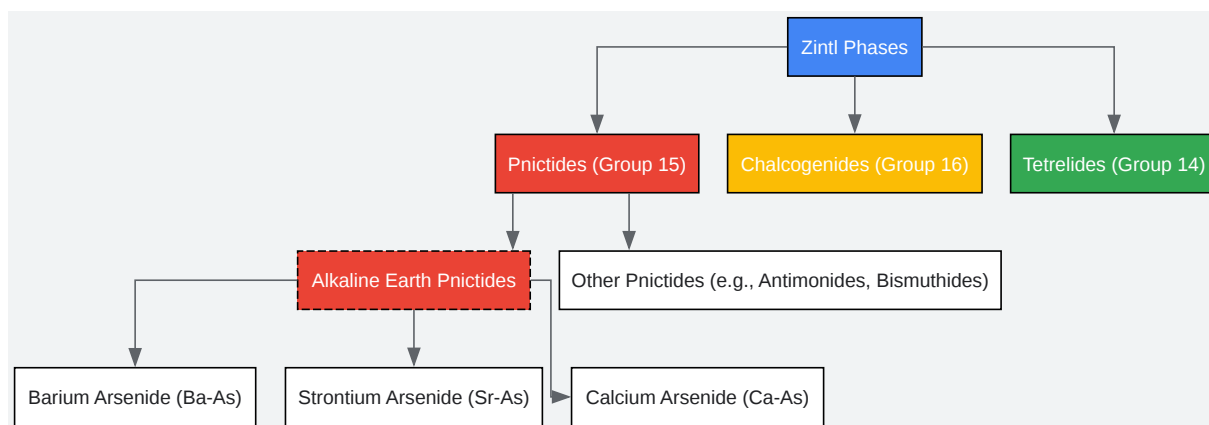 Zintl Phases
Pnictides (Group 15)
Chalcogenides (Group 16)
Tetrelides (Group 14)
Alkaline Earth Pnictides
Other Pnictides (e.g., Antimonides, Bismuthides)
Barium Arsenide (Ba-As)
Strontium Arsenide (Sr-As)
Calcium Arsenide (Ca-As)